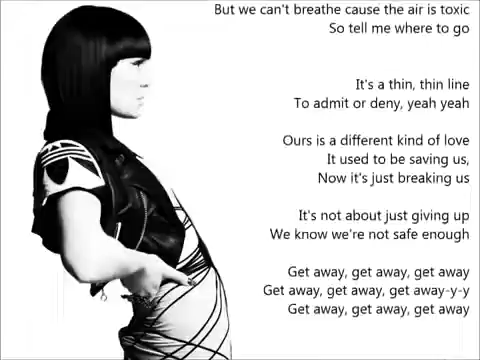 But we can't breathe cause the air is toxic
So tell me where to go
It's a thin, thin line
To admit or deny, yeah yeah
Ours is a different kind of love
It used to be saving us,
Now it's just breaking us
It's not about just giving up
We know we're not safe enough
Get away, get away, get away
Get away, get away, get away-y-y
Get away, get away, get away